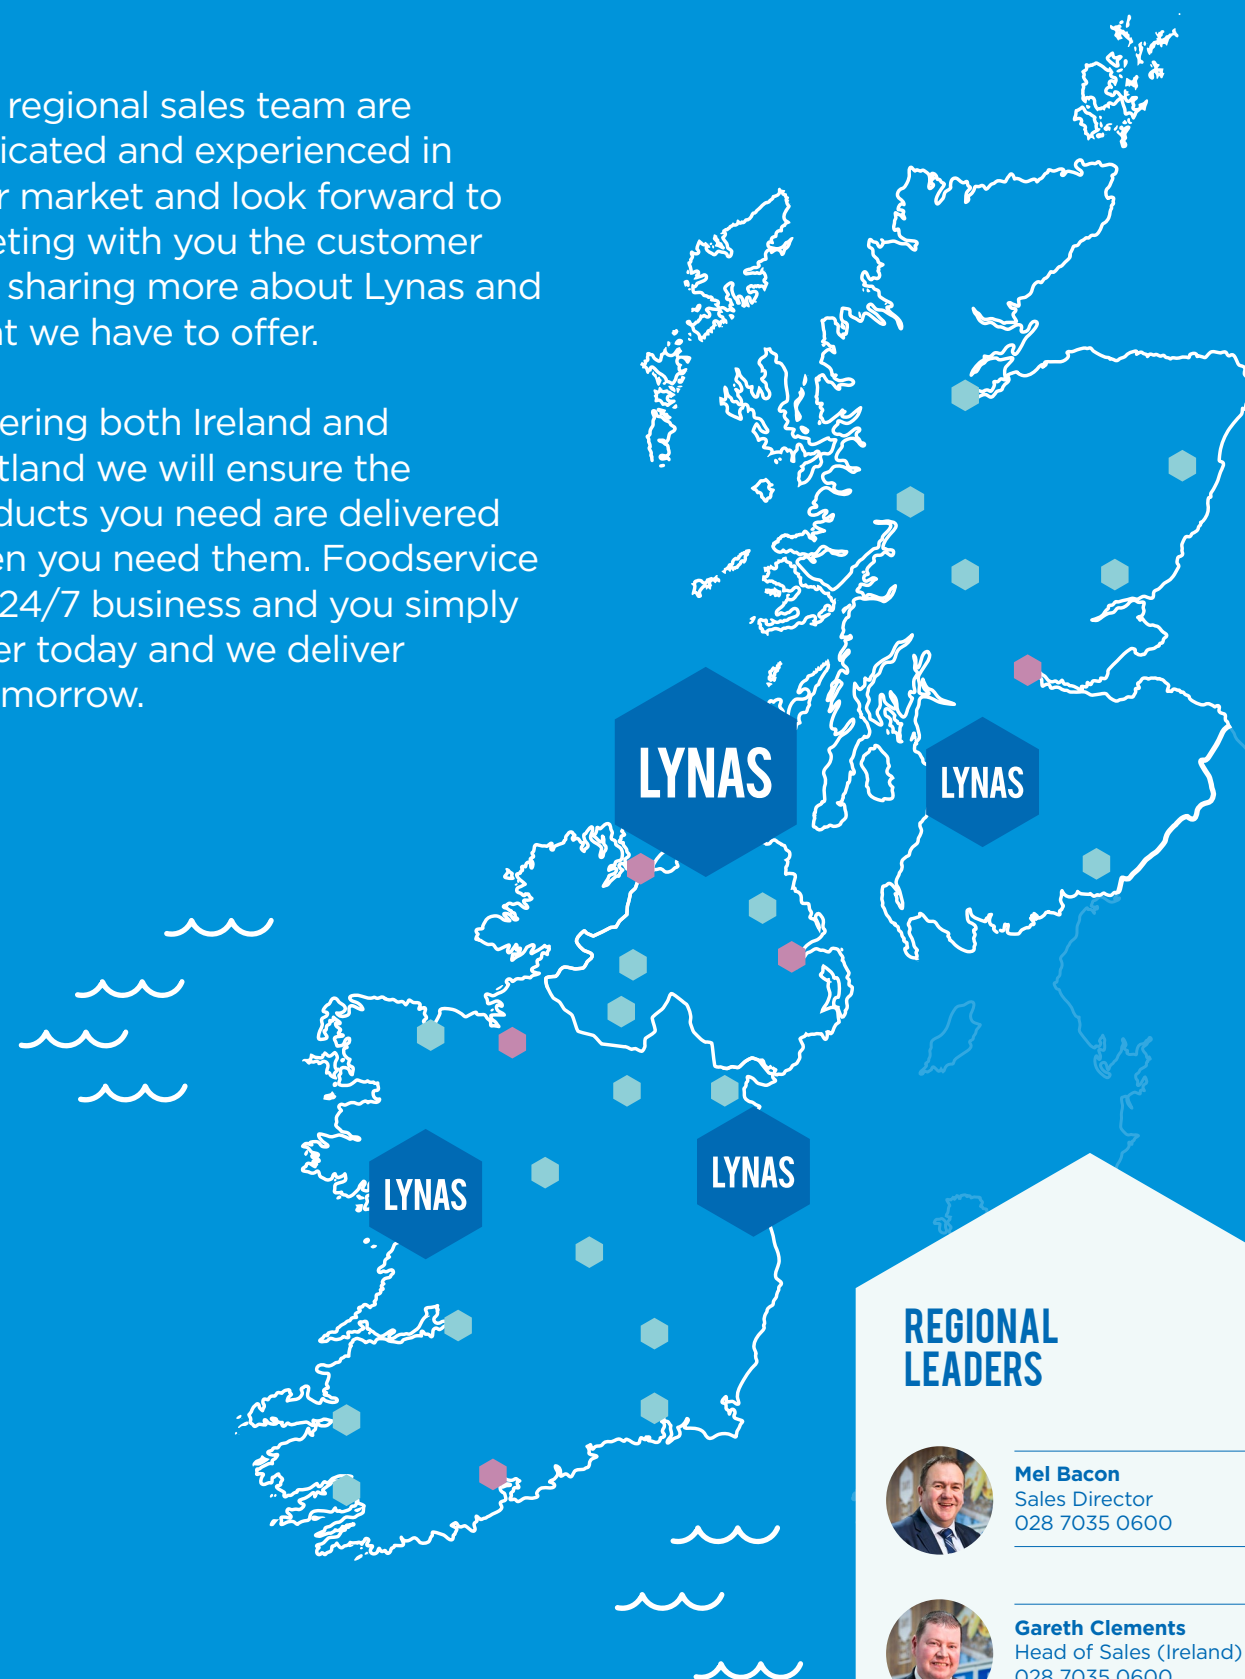 regional sales team are
icated and experienced in
r market and look forward to
eting with you the customer
sharing more about Lynas and
t we have to offer.
ering both Ireland and
tland we will ensure the
ducts you need are delivered
en you need them. Foodservice
24/7 business and you simply
er today and we deliver
morrow.
LYNAS
LYNAS
LYNAS
LYNAS
REGIONAL
LEADERS
Mel Bacon
Sales Director
028 7035 0600
Gareth Clements
Head of Sales (Ireland)
028 7035 0600